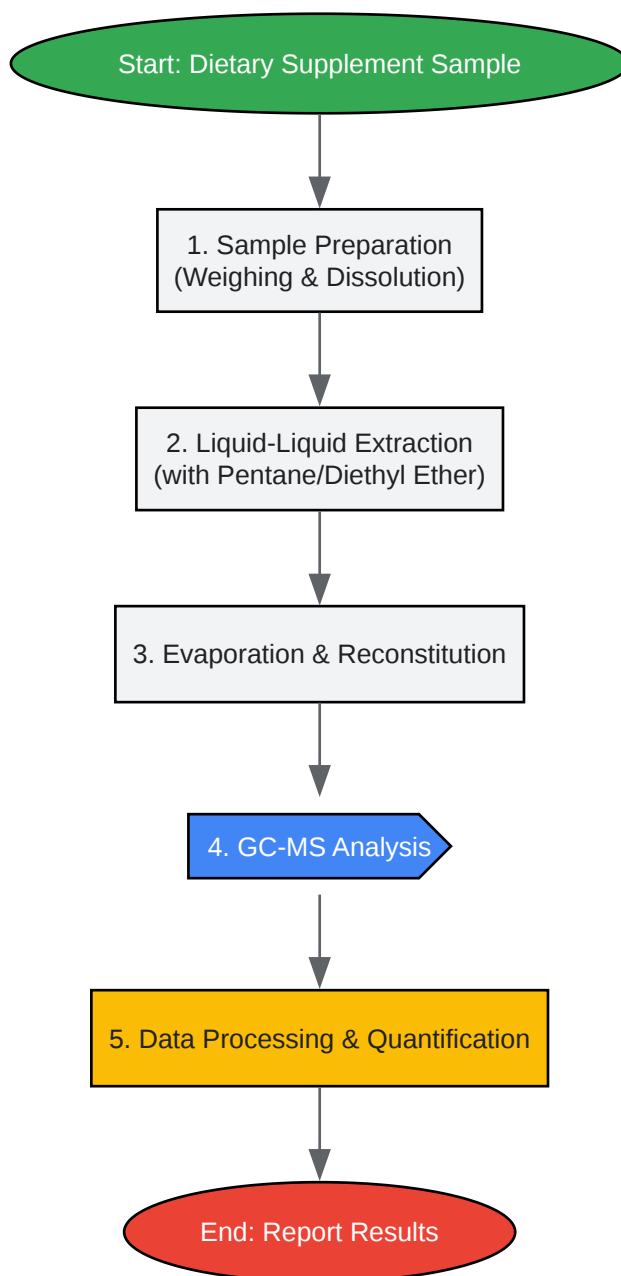 Start: Dietary Supplement Sample
1. Sample Preparation
(Weighing & Dissolution)
2. Liquid-Liquid Extraction
(with Pentane/Diethyl Ether)
3. Evaporation & Reconstitution
4. GC-MS Analysis
5. Data Processing & Quantification
End: Report Results